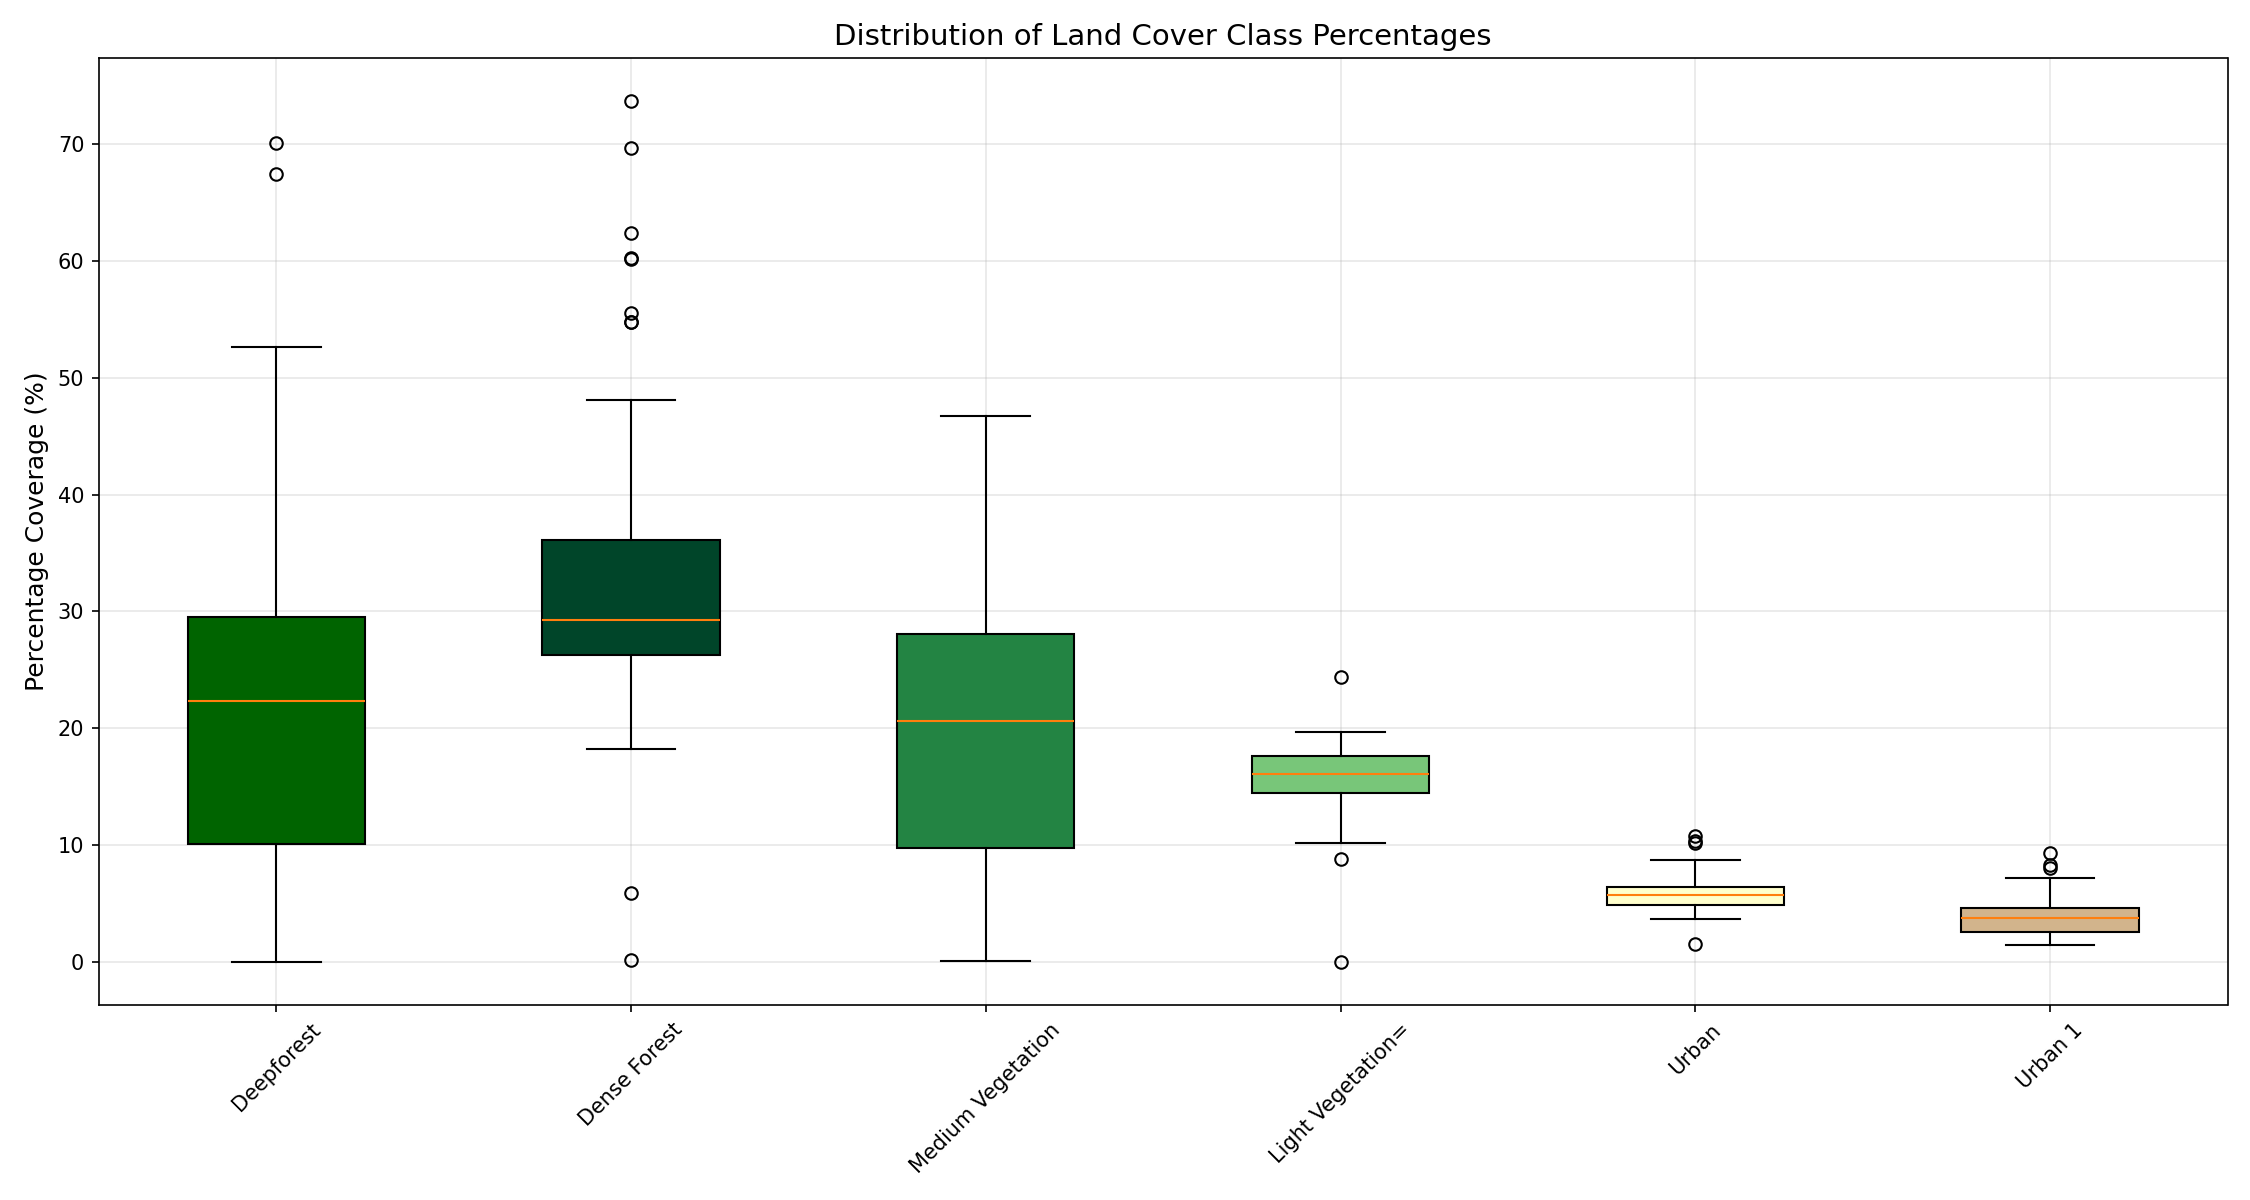 Distribution of Land Cover Class Percentages
Percentage Coverage (%)
70
60
50
40
30
20
10
0
Deepforest
Dense Forest
Medium Vegetation
Light Vegetation=
Urban
Urban 1